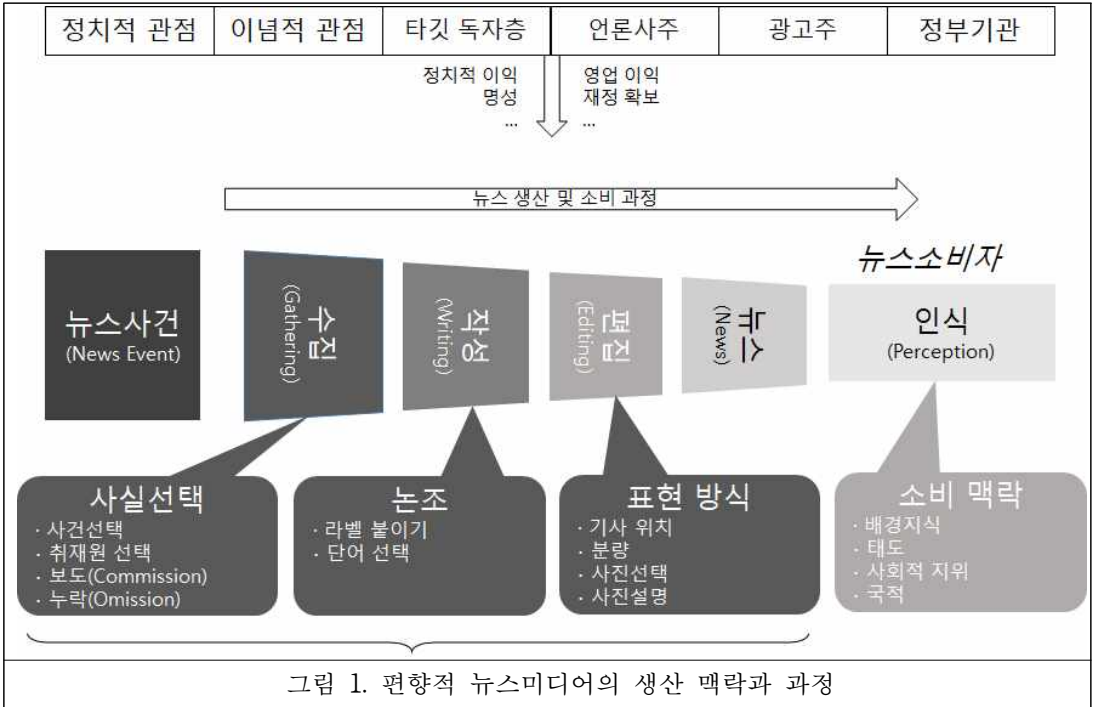 정치적 관점 이념적 관점 타깃 독자층 언론사주 광고주 정부기관
정치적 이익
명성
...
영업 이익
재정 확보
...
뉴스 생산 및 소비 과정
뉴스소비자
뉴스사건
(News Event)
수집
(Gathering)
작성
(Writing)
편집
(Editing)
뉴스
(News)
인식
(Perception)
사실선택
· 사건선택
· 취재원 선택
· 보도(Commission)
· 누락(Omission)
논조
· 라벨 붙이기
· 단어 선택
표현 방식
· 기사 위치
· 분량
· 사진선택
· 사진설명
소비 맥락
· 배경지식
· 태도
· 사회적 지위
· 국적
그림 1. 편향적 뉴스미디어의 생산 맥락과 과정